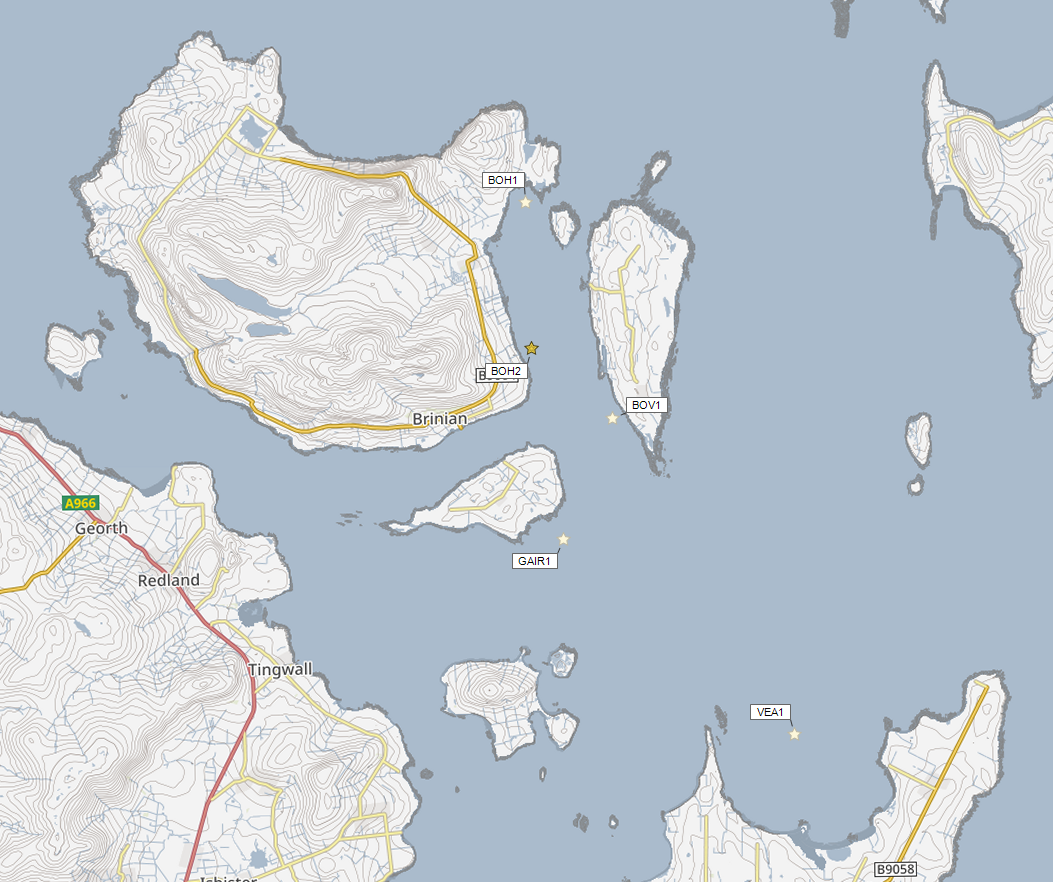 BOH1
BOH2
BOV1
Brinian
A966
Georth
GAIR1
Redland
Tingwall
VEA1
B9058